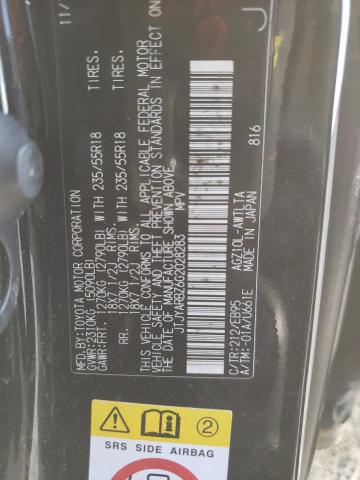 11/
MFD.BY:TOYOTA MOTOR CORPORATION
GVWR:2310KG (5090LB)
GAWR:FRT. 1270KG (2790LB) WITH 235/55R18 TIRES.
18X7 1/2J RIMS.
RR. 1270KG (2790LB) WITH 235/55R18 TIRES.
18X7 1/2J RIMS.
THIS VEHICLE CONFORMS TO ALL APPLICABLE FEDERAL MOTOR
VEHICLE SAFETY AND THEFT PREVENTION STANDARDS IN EFFECT ON
THE DATE OF MANUFACTURE SHOWN ABOVE.
JTJYARBZ6G2028283 MPV
816
C/TR:212/EB95 AGZ10L-AWTLTA
A/TM:-01A/U661E MADE IN JAPAN
J
2
SRS SIDE AIRBAG